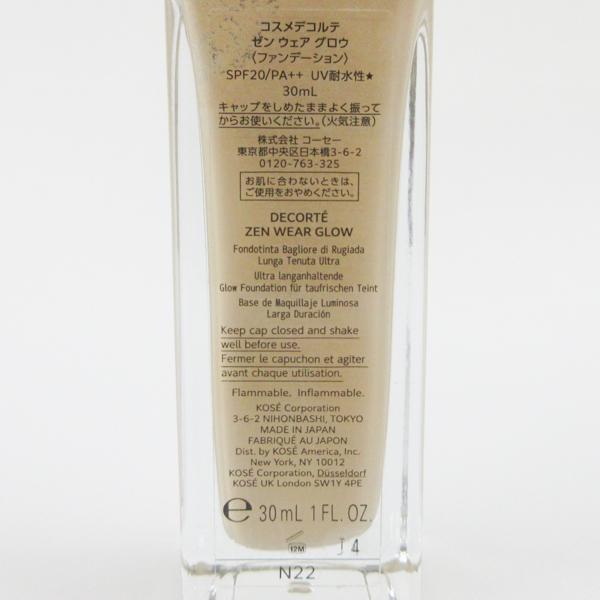 コスメデコルテ
ゼン ウェア グロウ
〈ファンデーション〉
SPF20/PA++ UV耐水性★
30mL
キャップをしめたままよく振って
からお使いください。（火気注意）
株式会社 コーセー
東京都中央区日本橋3-6-2
0120-763-325
お肌に合わないときは、
ご使用をおやめください。
DECORTÉ
ZEN WEAR GLOW
Fondotinta Bagliore di Rugiada
Lunga Tenuta Ultra
Ultra langanhaltende
Glow Foundation für taufrischen Teint
Base de Maquillaje Luminosa
Larga Duración
Keep cap closed and shake
well before use.
Fermer le capuchon et agiter
avant chaque utilisation.
Flammable. Inflammable.
KOSÉ Corporation
3-6-2 NIHONBASHI, TOKYO
MADE IN JAPAN
FABRIQUÉ AU JAPON
Dist. by KOSÉ America, Inc.
New York, NY 10012
KOSÉ Corporation, Düsseldorf
KOSÉ UK London SW1Y 4PE
e 30mL 1 FL. OZ.
12M J4
N22